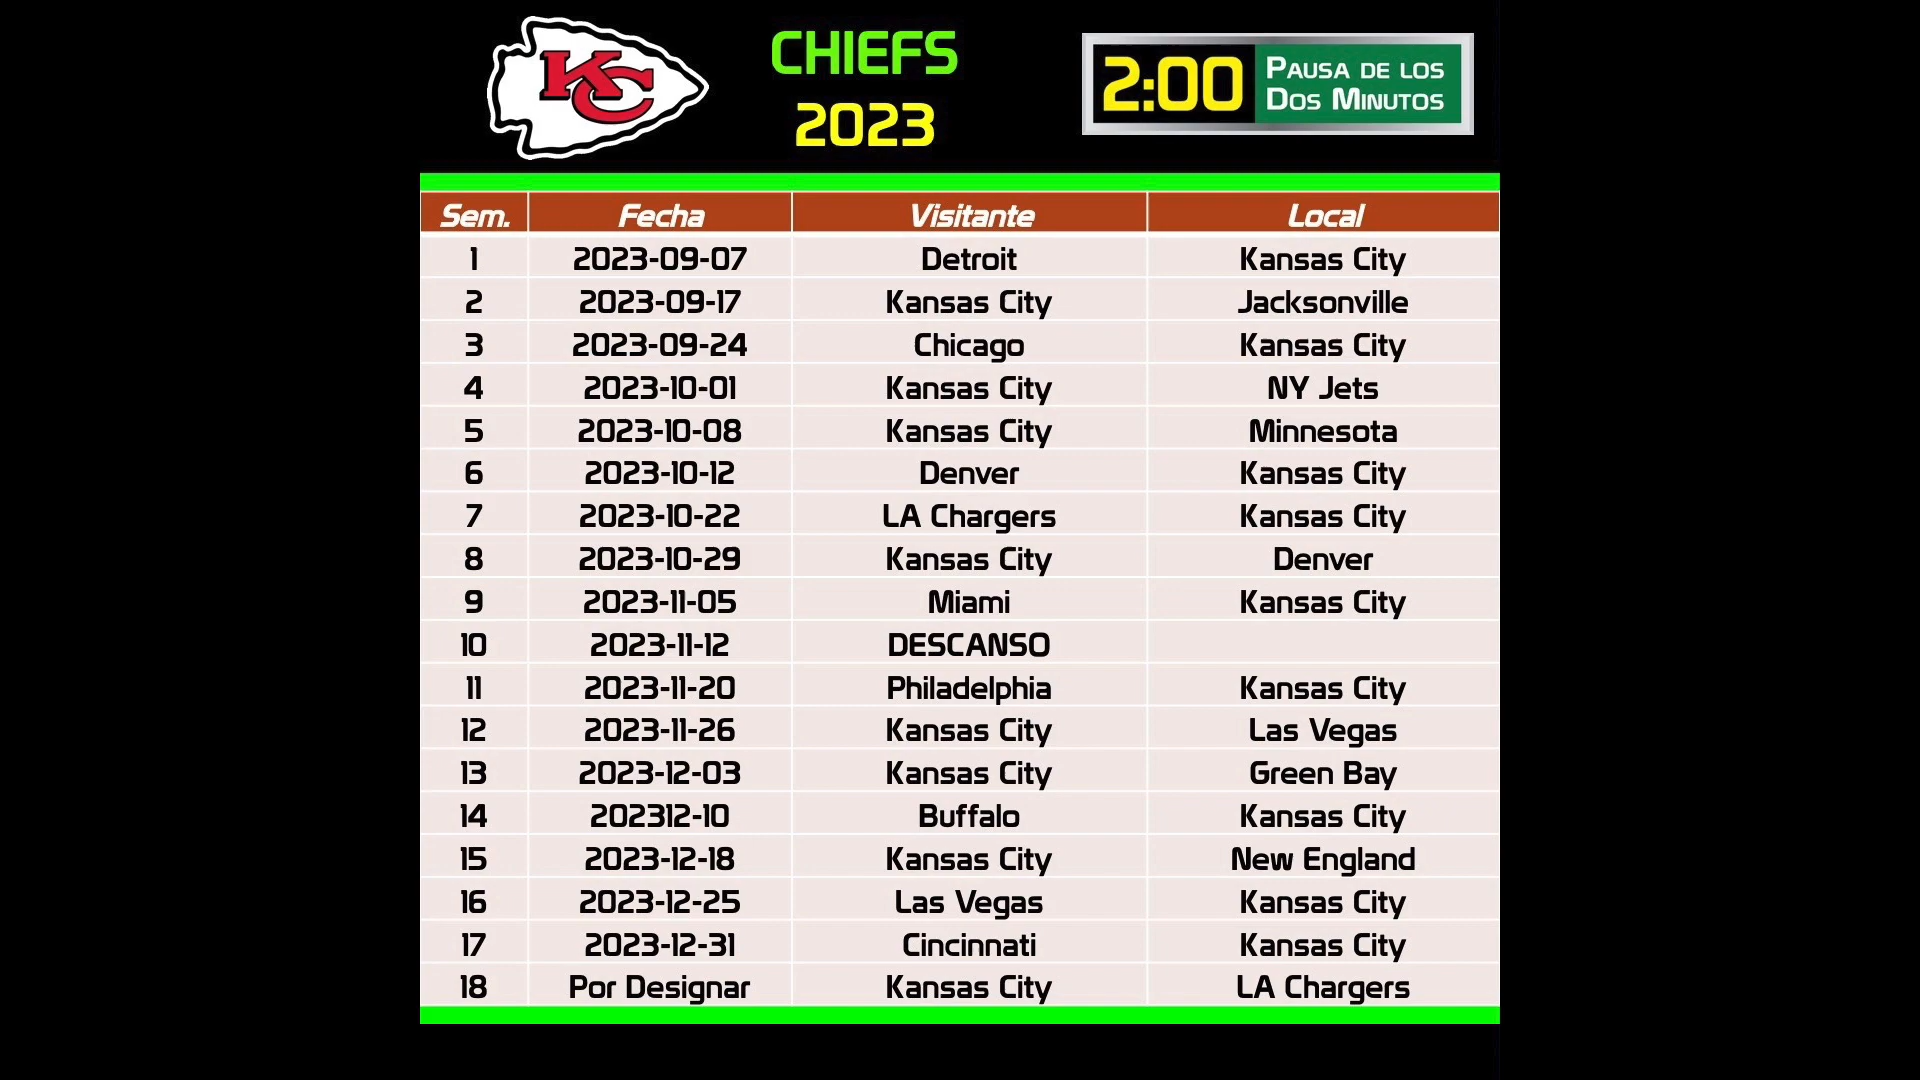 KC
CHIEFS
2023
2:00 PAUSA DE LOS
DOS MINUTOS
Sem. Fecha Visitante Local
1 2023-09-07 Detroit Kansas City
2 2023-09-17 Kansas City Jacksonville
3 2023-09-24 Chicago Kansas City
4 2023-10-01 Kansas City NY Jets
5 2023-10-08 Kansas City Minnesota
6 2023-10-12 Denver Kansas City
7 2023-10-22 LA Chargers Kansas City
8 2023-10-29 Kansas City Denver
9 2023-11-05 Miami Kansas City
10 2023-11-12 DESCANSO
11 2023-11-20 Philadelphia Kansas City
12 2023-11-26 Kansas City Las Vegas
13 2023-12-03 Kansas City Green Bay
14 202312-10 Buffalo Kansas City
15 2023-12-18 Kansas City New England
16 2023-12-25 Las Vegas Kansas City
17 2023-12-31 Cincinnati Kansas City
18 Por Designar Kansas City LA Chargers